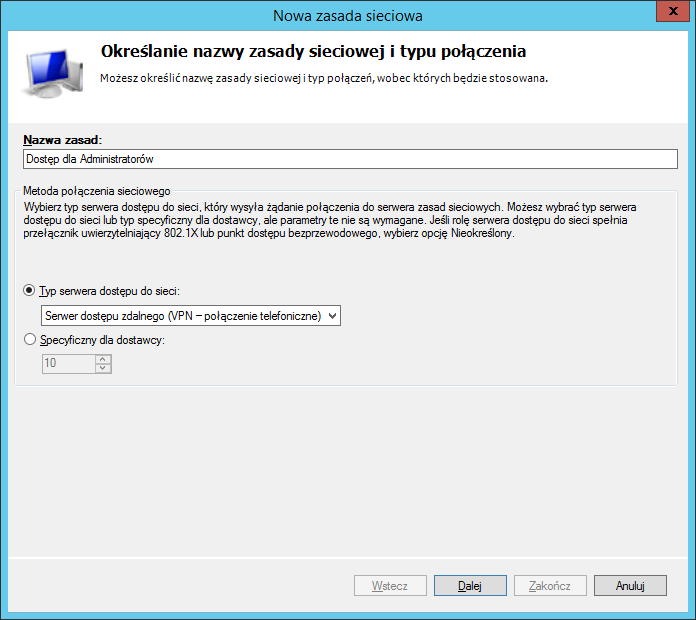 Nowa zasada sieciowa
x
Określanie nazwy zasady sieciowej i typu połączenia
Możesz określić nazwę zasady sieciowej i typ połączeń, wobec których będzie stosowana.
Nazwa zasad:
Dostęp dla Administratorów
Metoda połączenia sieciowego
Wybierz typ serwera dostępu do sieci, który wysyła żądanie połączenia do serwera zasad sieciowych. Możesz wybrać typ serwera
dostępu do sieci lub typ specyficzny dla dostawcy, ale parametry te nie są wymagane. Jeśli rolę serwera dostępu do sieci spełnia
przełącznik uwierzytelniający 802.1X lub punkt dostępu bezprzewodowego, wybierz opcję Nieokreślony.
Typ serwera dostępu do sieci:
Serwer dostępu zdalnego (VPN – połączenie telefoniczne)
Specyficzny dla dostawcy:
10
Wstecz
Dalej
Zakończ
Anuluj